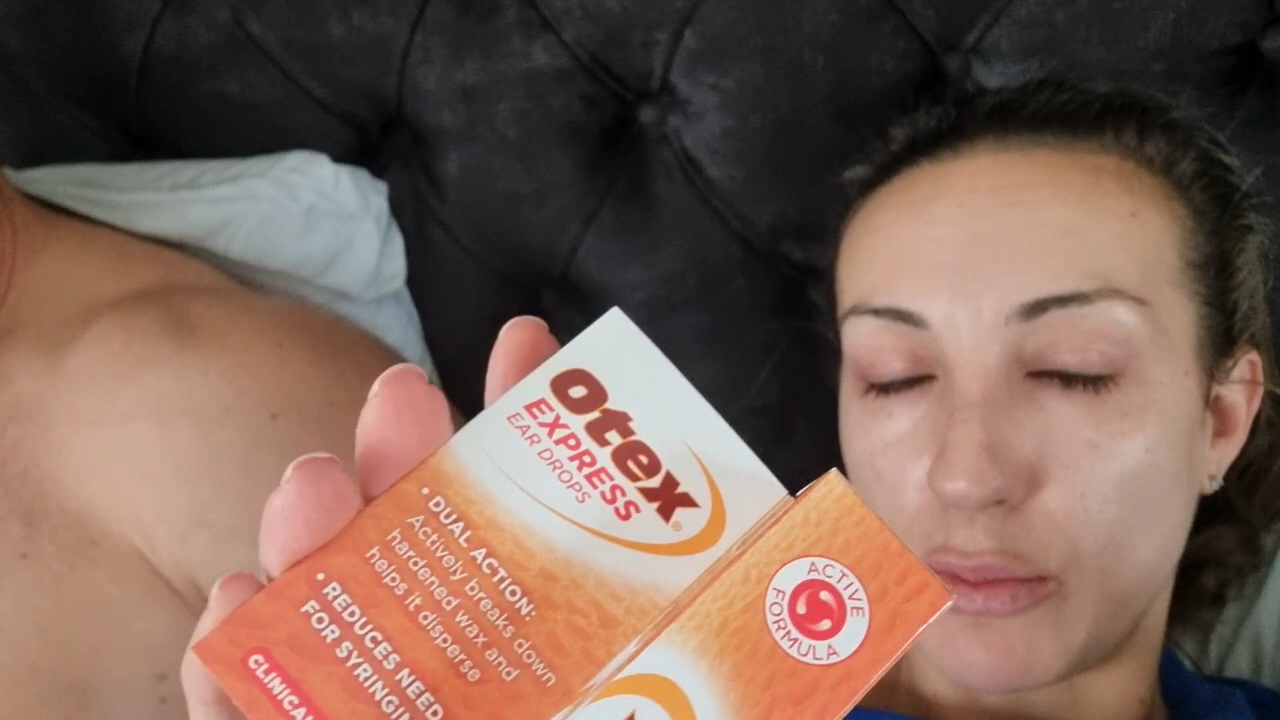 Otex
EXPRESS
EAR DROPS
• DUAL ACTION:
Actively breaks down
hardened wax and
helps it disperse
• REDUCES NEED
FOR
ACTIVE
FORMULA